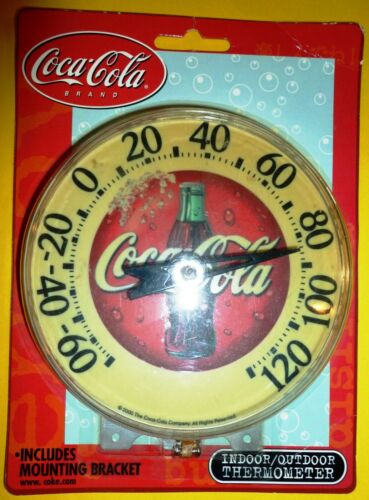 Coca-Cola
BRAND
-60 -40 -20 0 20 40 60 80 100 120
Coca-Cola
© 2000 The Coca-Cola Company. All Rights Reserved.
•INCLUDES
MOUNTING BRACKET
www. coke.com
INDOOR/OUTDOOR
THERMOMETER